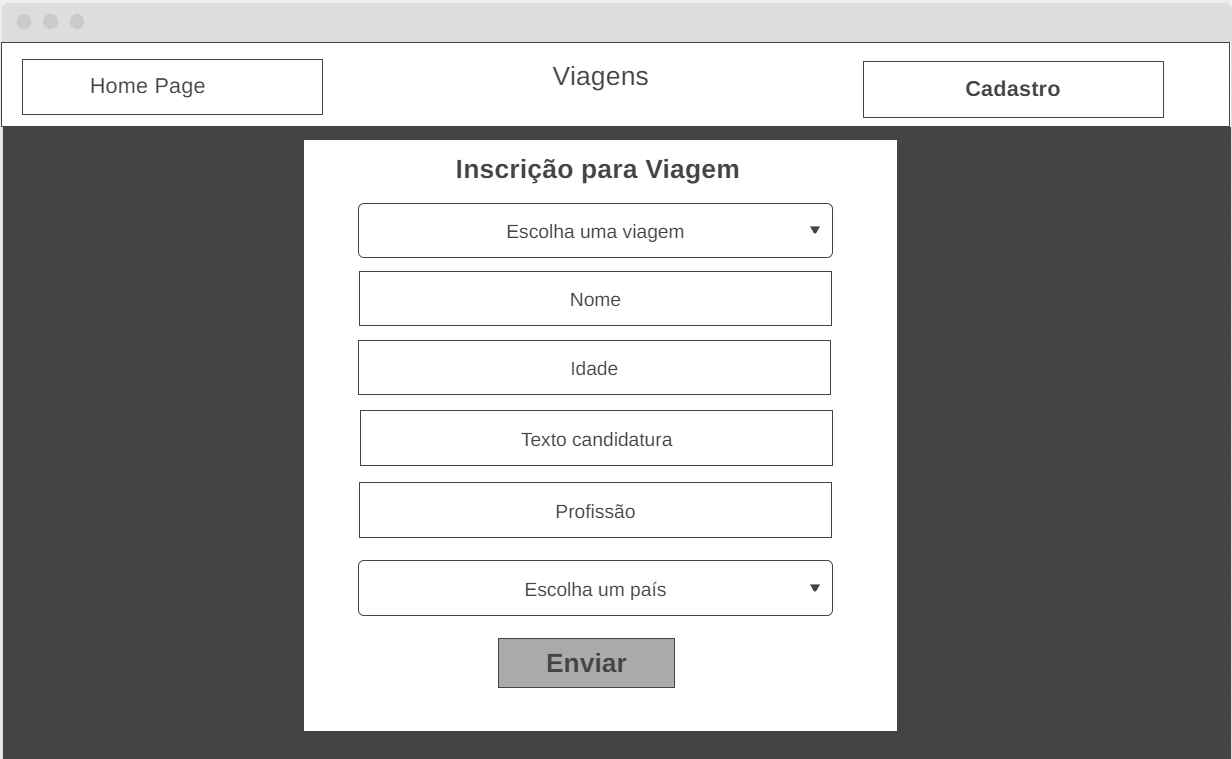 Home Page
Viagens
Cadastro
Inscrição para Viagem
Escolha uma viagem
Nome
Idade
Texto candidatura
Profissão
Escolha um país
Enviar